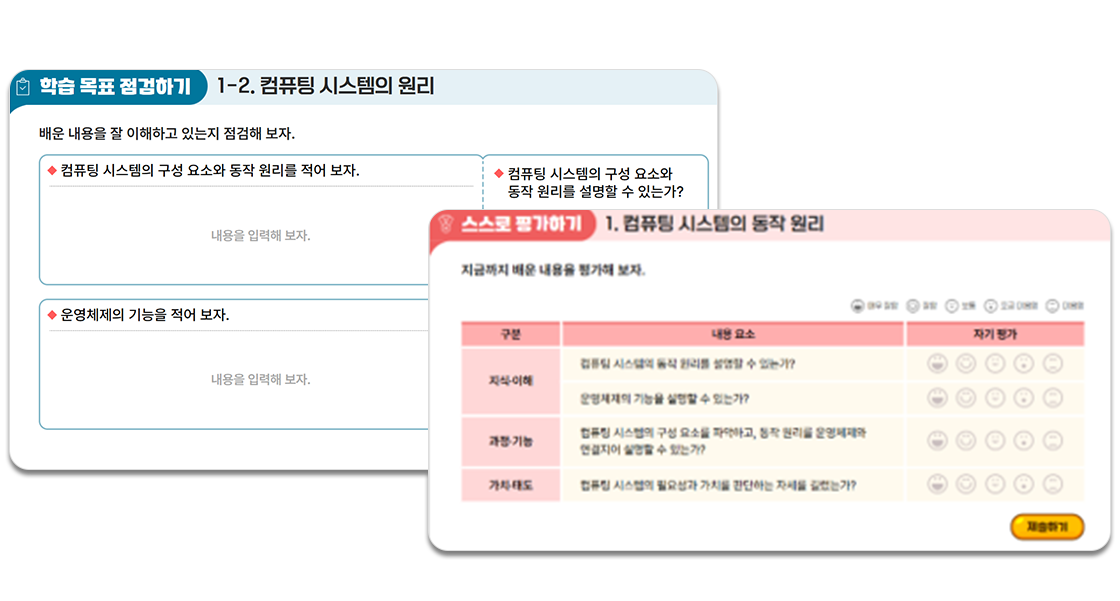 학습 목표 점검하기 1-2. 컴퓨팅 시스템의 원리
배운 내용을 잘 이해하고 있는지 점검해 보자.
컴퓨팅 시스템의 구성 요소와 동작 원리를 적어 보자.
내용을 입력해 보자.
컴퓨팅 시스템의 구성 요소와
동작 원리를 설명할 수 있는가?
운영체제의 기능을 적어 보자.
내용을 입력해 보자.
스스로 평가하기 1. 컴퓨팅 시스템의 동작 원리
지금까지 배운 내용을 평가해 보자.
매우 잘함 잘함 보통 조금 미흡함 미흡함
구분 내용 요소 자기 평가
지식·이해
컴퓨팅 시스템의 동작 원리를 설명할 수 있는가?
운영체제의 기능을 설명할 수 있는가?
과정·기능
컴퓨팅 시스템의 구성 요소를 파악하고, 동작 원리를 운영체제와
연결지어 설명할 수 있는가?
가치·태도 컴퓨팅 시스템의 필요성과 가치를 판단하는 자세를 길렀는가?
제출하기